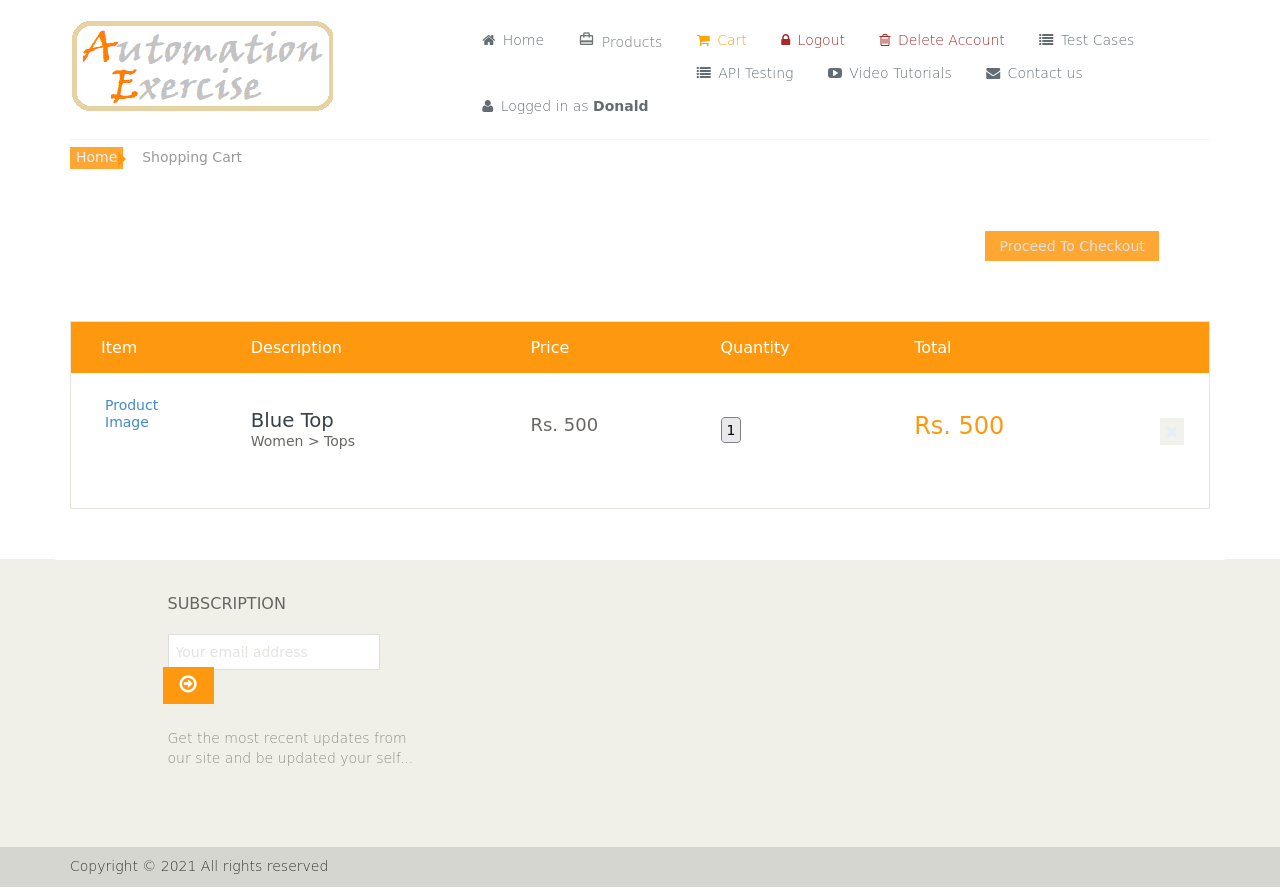 Automation
Exercise
Home
Products
Cart
Logout
Delete Account
Test Cases
API Testing
Video Tutorials
Contact us
Logged in as Donald
Home
Shopping Cart
Proceed To Checkout
Item Description Price Quantity Total
Product
Image
Blue Top
Women > Tops
Rs. 500
1
Rs. 500
SUBSCRIPTION
Your email address
Get the most recent updates from
our site and be updated your self...
Copyright © 2021 All rights reserved